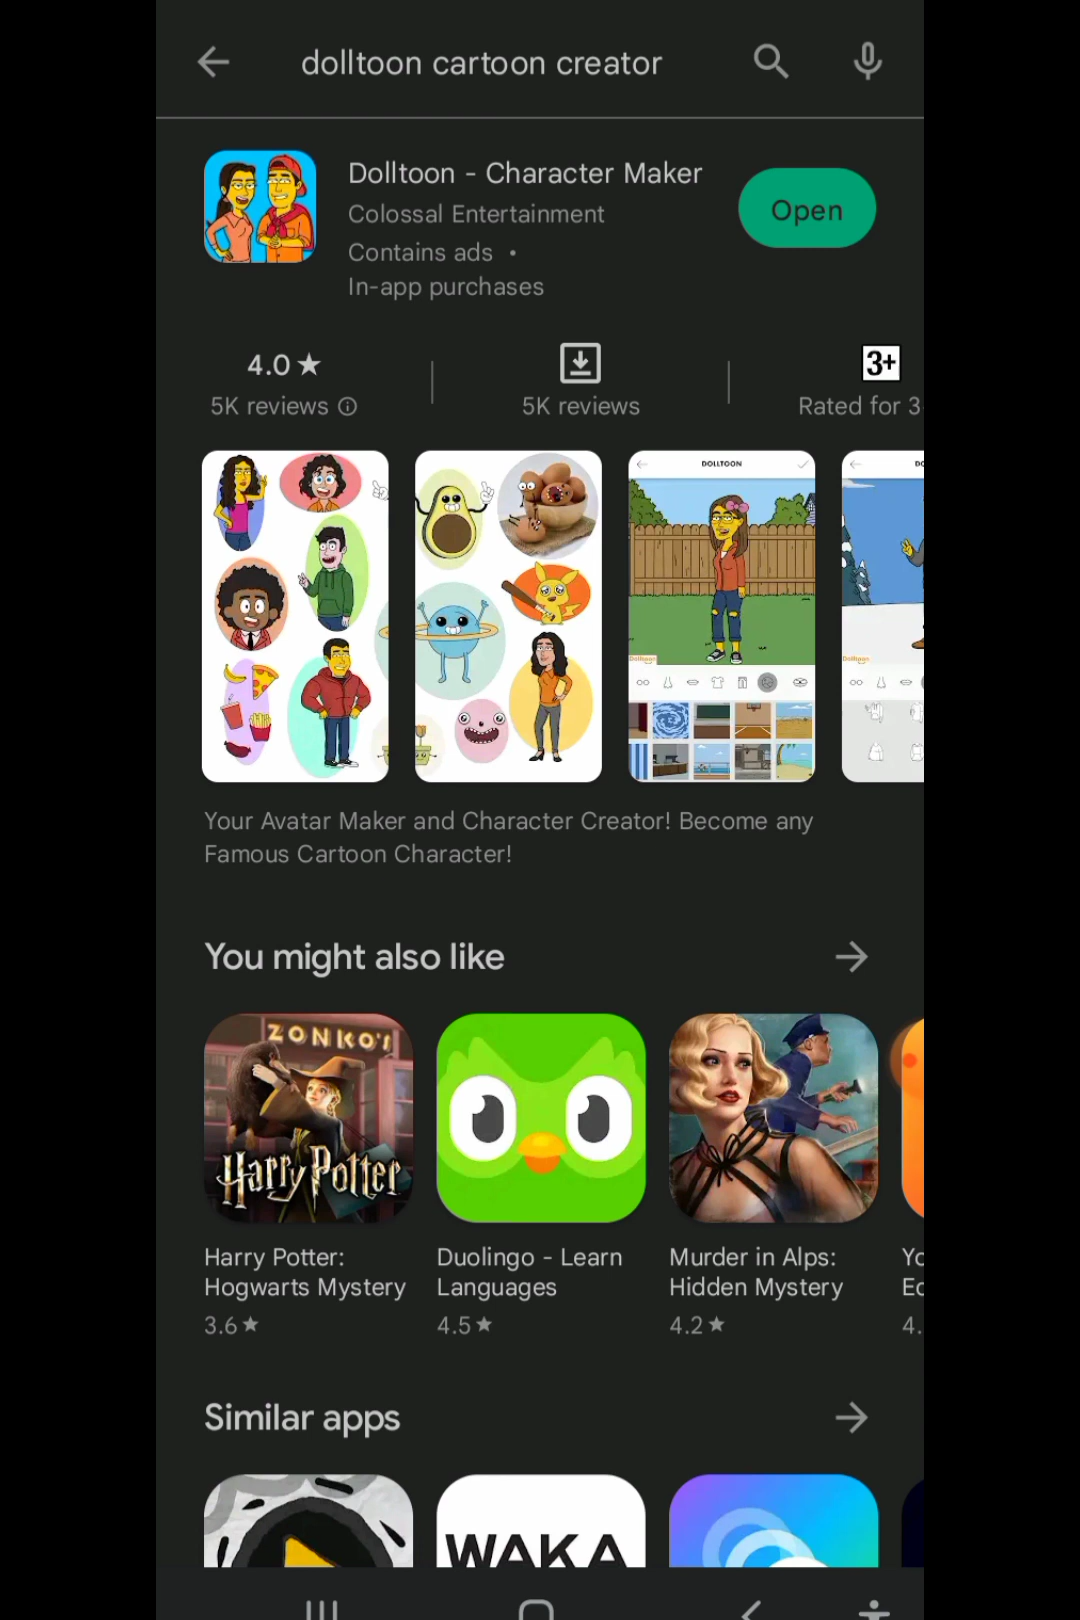 dolltoon cartoon creator
Dolltoon - Character Maker
Colossal Entertainment
Contains ads •
In-app purchases
Open
4.0 ★
5K reviews
5K reviews
3+
Rated for 3
DOLLTOON
Your Avatar Maker and Character Creator! Become any
Famous Cartoon Character!
You might also like
ZONKO'S
Harry Potter
Harry Potter:
Hogwarts Mystery
3.6 ★
Duolingo - Learn
Languages
4.5 ★
Murder in Alps:
Hidden Mystery
4.2 ★
Similar apps
WAKA